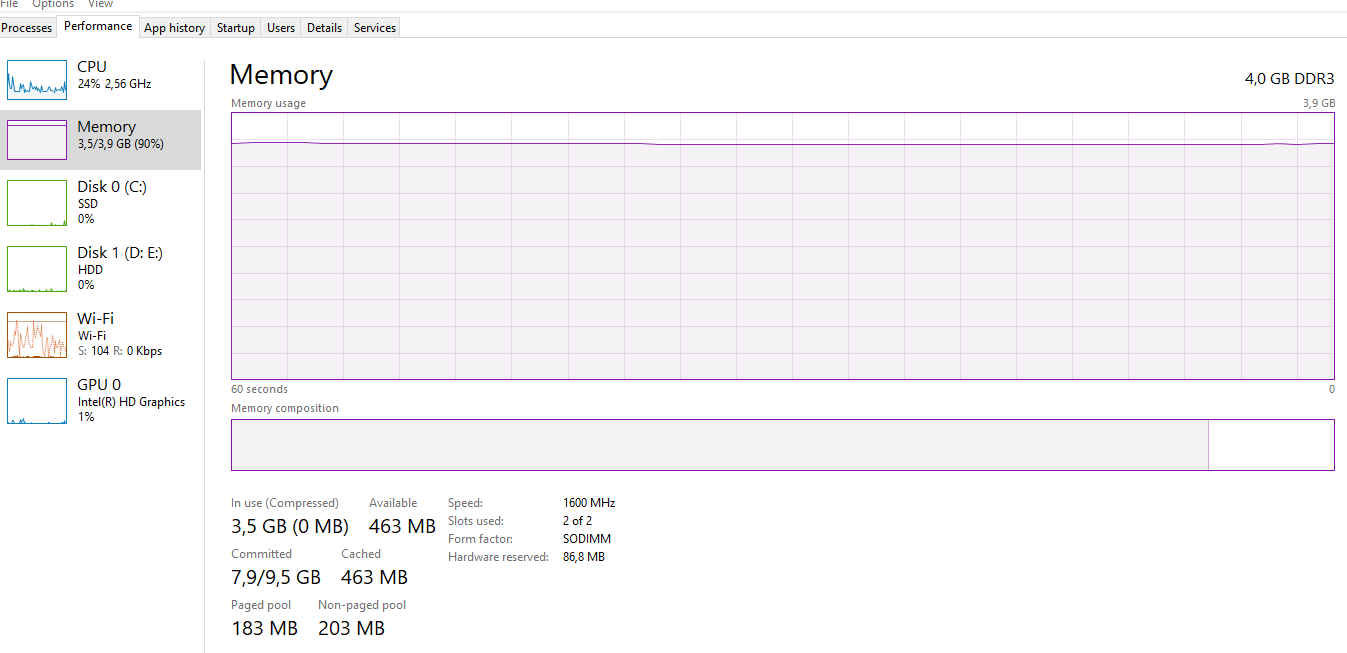 File Options View
Processes Performance App history Startup Users Details Services
CPU
24% 2,56 GHz
Memory
3,5/3,9 GB (90%)
Disk 0 (C:)
SSD
0%
Disk 1 (D: E:)
HDD
0%
Wi-Fi
Wi-Fi
S: 104 R: 0 Kbps
GPU 0
Intel(R) HD Graphics
1%
Memory 4,0 GB DDR3
Memory usage 3,9 GB
60 seconds 0
Memory composition
In use (Compressed) Available
3,5 GB (0 MB) 463 MB
Committed Cached
7,9/9,5 GB 463 MB
Paged pool Non-paged pool
183 MB 203 MB
Speed: 1600 MHz
Slots used: 2 of 2
Form factor: SODIMM
Hardware reserved: 86,8 MB